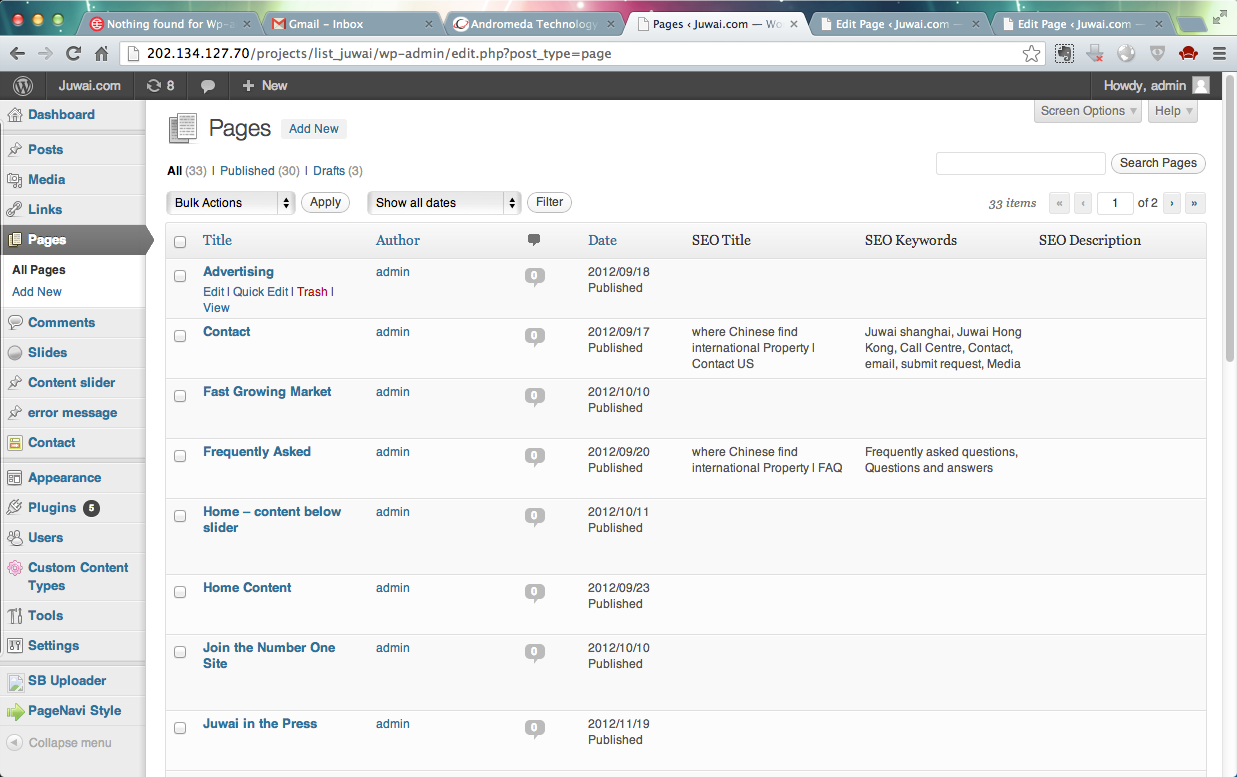 Nothing found for Wp-a
Gmail – Inbox
Andromeda Technology
Pages ‹ Juwai.com — Wo
Edit Page ‹ Juwai.com —
Edit Page ‹ Juwai.com —
202.134.127.70/projects/list_juwai/wp-admin/edit.php?post_type=page
Juwai.com 8 + New Howdy, admin
Dashboard
Posts
Media
Links
Pages
All Pages
Add New
Comments
Slides
Content slider
error message
Contact
Appearance
Plugins 5
Users
Custom Content
Types
Tools
Settings
SB Uploader
PageNavi Style
Collapse menu
Screen Options Help
Pages Add New
All (33) | Published (30) | Drafts (3)
Search Pages
Bulk Actions Apply Show all dates Filter 33 items « ‹ 1 of 2 › »
Title Author Date SEO Title SEO Keywords SEO Description
Advertising admin 0 2012/09/18
Published
Edit | Quick Edit | Trash |
View
Contact admin 0 2012/09/17 where Chinese find Juwai shanghai, Juwai Hong
Published international Property | Kong, Call Centre, Contact,
Contact US email, submit request, Media
Fast Growing Market admin 0 2012/10/10
Published
Frequently Asked admin 0 2012/09/20 where Chinese find Frequently asked questions,
Published international Property | FAQ Questions and answers
Home – content below admin 0 2012/10/11
slider Published
Home Content admin 0 2012/09/23
Published
Join the Number One admin 0 2012/10/10
Site Published
Juwai in the Press admin 0 2012/11/19
Published